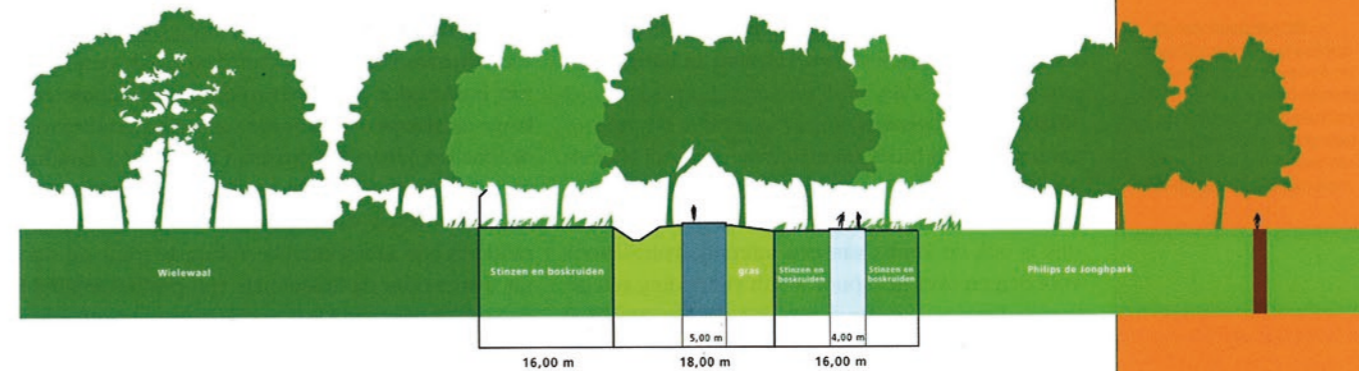 Wielewaal
Stinzen en boskruiden
gras
Stinzen en
boskruiden
Stinzen en
boskruiden
Philips de Jonghpark
5,00 m
4,00 m
16,00 m
18,00 m
16,00 m